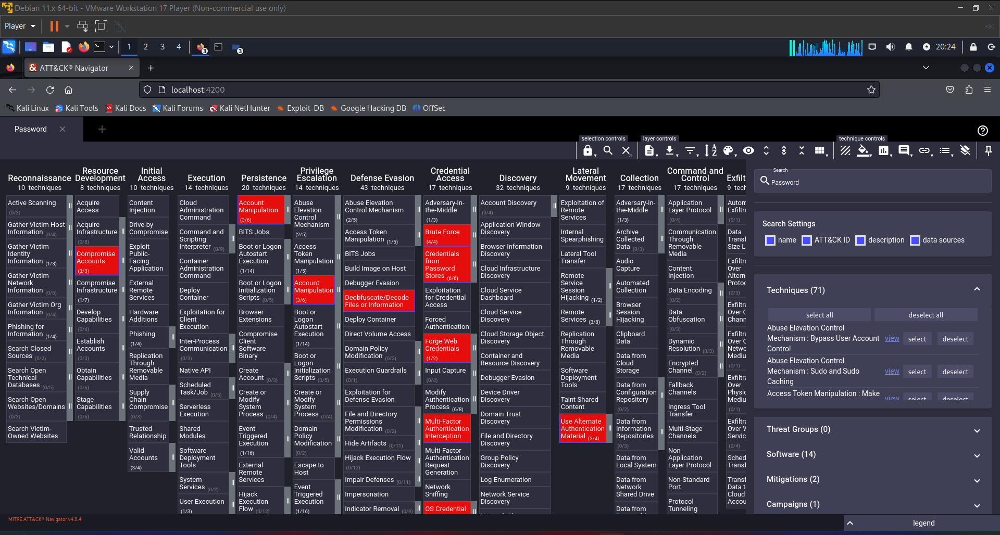 Debian 11.x 64-bit - VMware Workstation 17 Player (Non-commercial use only)
Player
1 2 3 4
3
3
20:24
ATT&CK® Navigator
localhost:4200
Kali Linux
Kali Tools
Kali Docs
Kali Forums
Kali NetHunter
Exploit-DB
Google Hacking DB
OffSec
Password
selection controls
layer controls
technique controls
71
Reconnaissance
10 techniques
Active Scanning
(0/3)
Gather Victim Host
Information (0/4)
Gather Victim
Identity
Information (1/3)
Gather Victim
Network
Information (0/6)
Gather Victim Org
Information (0/4)
Phishing for
Information (1/4)
Search Closed
Sources (0/2)
Search Open
Technical
Databases (0/5)
Search Open
Websites/Domains
(0/3)
Search Victim-
Owned Websites
Resource
Development
8 techniques
Acquire
Access
Acquire
Infrastructure
(0/8)
Compromise
Accounts
(3/3)
Compromise
Infrastructure
(1/7)
Develop
Capabilities
(0/4)
Establish
Accounts
(0/3)
Obtain
Capabilities
(0/6)
Stage
Capabilities
(0/6)
Initial
Access
10 techniques
Content
Injection
Drive-by
Compromise
Exploit
Public-
Facing
Application
External
Remote
Services
Hardware
Additions
Phishing
(1/4)
Replication
Through
Removable
Media
Supply
Chain
Compromise
(0/3)
Trusted
Relationship
Valid
Accounts
(3/4)
Execution
14 techniques
Cloud
Administration
Command
Command and
Scripting
Interpreter (0/9)
Container
Administration
Command
Deploy
Container
Exploitation for
Client
Execution
Inter-Process
Communication
(0/3)
Native API
Scheduled
Task/Job (0/5)
Serverless
Execution
Shared
Modules
Software
Deployment
Tools
System
Services (0/2)
User Execution
(1/3)
Persistence
20 techniques
Account
Manipulation
(3/6)
BITS Jobs
Boot or Logon
Autostart
Execution
(1/14)
Boot or Logon
Initialization
Scripts (0/5)
Browser
Extensions
Compromise
Client
Software
Binary
Create
Account (0/3)
Create or
Modify
System
Process (0/4)
Event
Triggered
Execution
(1/16)
External
Remote
Services
Hijack
Execution
Flow (0/12)
Privilege
Escalation
14 techniques
Abuse
Elevation
Control
Mechanism
(2/5)
Access
Token
Manipulation
(1/5)
Account
Manipulation
(3/6)
Boot or
Logon
Autostart
Execution
(1/14)
Boot or
Logon
Initialization
Scripts (0/5)
Create or
Modify
System
Process (0/4)
Domain
Policy
Modification
(0/2)
Escape to
Host
Event
Triggered
Execution
(1/16)
Defense Evasion
43 techniques
Abuse Elevation
Control Mechanism
(2/5)
Access Token
Manipulation (1/5)
BITS Jobs
Build Image on Host
Debugger Evasion
Deobfuscate/Decode
Files or Information
Deploy Container
Direct Volume Access
Domain Policy
Modification (0/2)
Execution Guardrails
(0/1)
Exploitation for
Defense Evasion
File and Directory
Permissions
Modification (0/2)
Hide Artifacts (0/11)
Hijack Execution Flow
(0/12)
Impair Defenses (0/11)
Impersonation
Indicator Removal (0/9)
Credential
Access
17 techniques
Adversary-in-
the-Middle
(1/3)
Brute Force
(4/4)
Credentials
from
Password
Stores (6/6)
Exploitation
for Credential
Access
Forced
Authentication
Forge Web
Credentials
(1/2)
Input Capture
(0/4)
Modify
Authentication
Process (6/8)
Multi-Factor
Authentication
Interception
Multi-Factor
Authentication
Request
Generation
Network
Sniffing
OS Credential
Discovery
32 techniques
Account Discovery
(0/4)
Application Window
Discovery
Browser Information
Discovery
Cloud Infrastructure
Discovery
Cloud Service
Dashboard
Cloud Service
Discovery
Cloud Storage Object
Discovery
Container and
Resource Discovery
Debugger Evasion
Device Driver
Discovery
Domain Trust
Discovery
File and Directory
Discovery
Group Policy
Discovery
Log Enumeration
Network Service
Discovery
Lateral
Movement
9 techniques
Exploitation of
Remote
Services
Internal
Spearphishing
Lateral Tool
Transfer
Remote
Service
Session
Hijacking (1/2)
Remote
Services (3/8)
Replication
Through
Removable
Media
Software
Deployment
Tools
Taint Shared
Content
Use Alternate
Authentication
Material (3/4)
Collection
17 techniques
Adversary-in-
the-Middle
(1/3)
Archive
Collected
Data (0/3)
Audio
Capture
Automated
Collection
Browser
Session
Hijacking
Clipboard
Data
Data from
Cloud
Storage
Data from
Configuration
Repository
(0/2)
Data from
Information
Repositories
(0/3)
Data from
Local System
Data from
Network
Shared Drive
Data from
Command and
Control
17 techniques
Application
Layer Protocol
(0/4)
Communication
Through
Removable
Media
Content
Injection
Data Encoding
(0/2)
Data
Obfuscation
(0/3)
Dynamic
Resolution (0/3)
Encrypted
Channel (0/2)
Fallback
Channels
Ingress Tool
Transfer
Multi-Stage
Channels
Non-
Application
Layer Protocol
Non-Standard
Port
Protocol
Tunneling
Exfilt
9 tech
Autom
Exfiltra
(0/1)
Data
Transf
Size L
Exfiltra
Over
Altern
Protoc
(0/3)
Exfiltra
Over C
Chann
Exfiltra
Over O
Netwo
Mediu
(0/1)
Exfiltra
Over
Physic
Mediu
(0/1)
Exfiltra
Over W
Service
(0/4)
Sched
Transf
Transf
Data t
Cloud
Accou
Search
Password
Search Settings
name ATT&CK ID description data sources
Techniques (71)
select all deselect all
Abuse Elevation Control
Mechanism : Bypass User Account
Control
view select deselect
Abuse Elevation Control
Mechanism : Sudo and Sudo
Caching
view select deselect
Access Token Manipulation : Make
view select deselect
Threat Groups (0)
Software (14)
Mitigations (2)
Campaigns (1)
MITRE ATT&CK® Navigator v4.9.4
legend